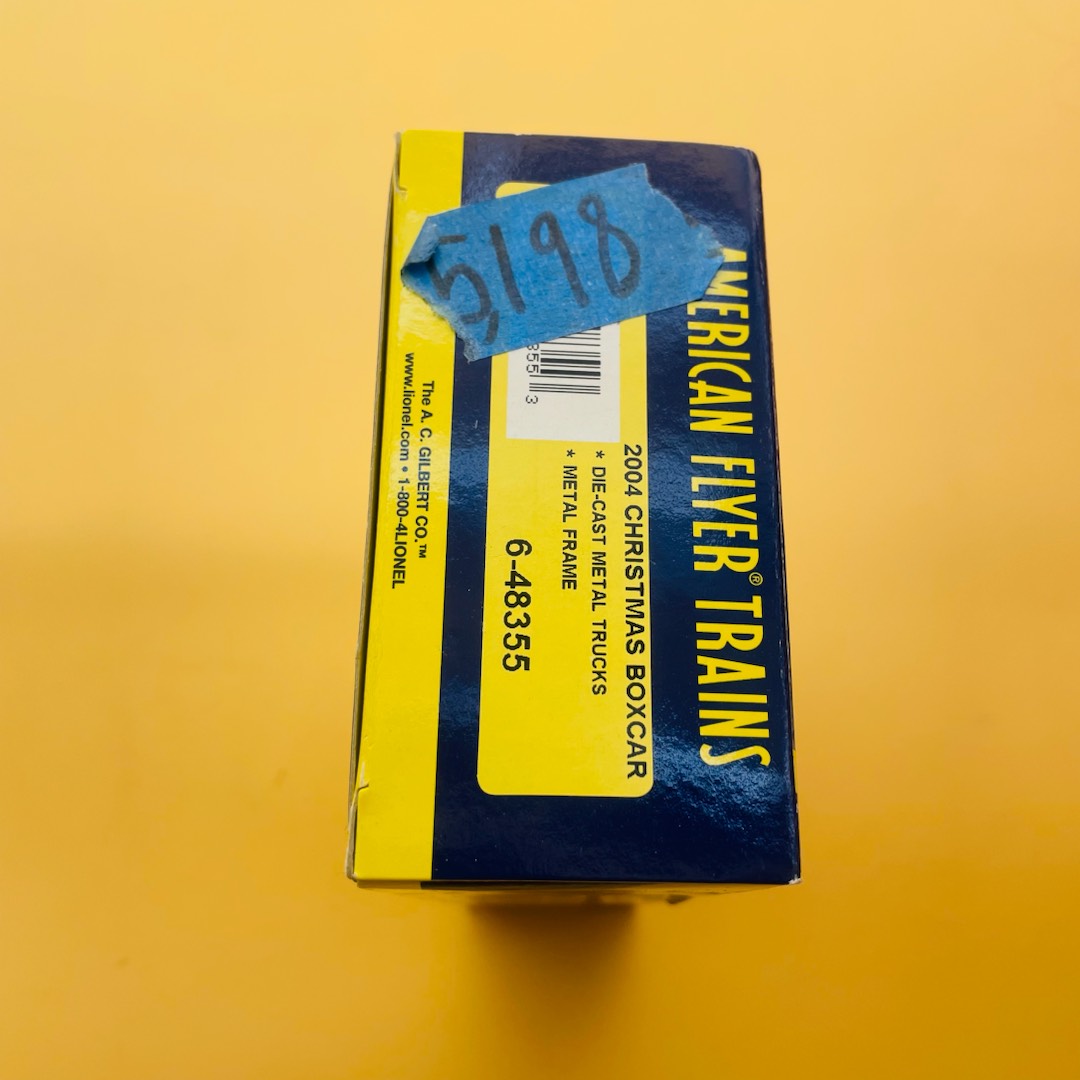 5198
AMERICAN FLYER® TRAINS
355 3
2004 CHRISTMAS BOXCAR
* DIE-CAST METAL TRUCKS
* METAL FRAME
6-48355
The A. C. GILBERT CO.™
www.lionel.com • 1-800-4LIONEL